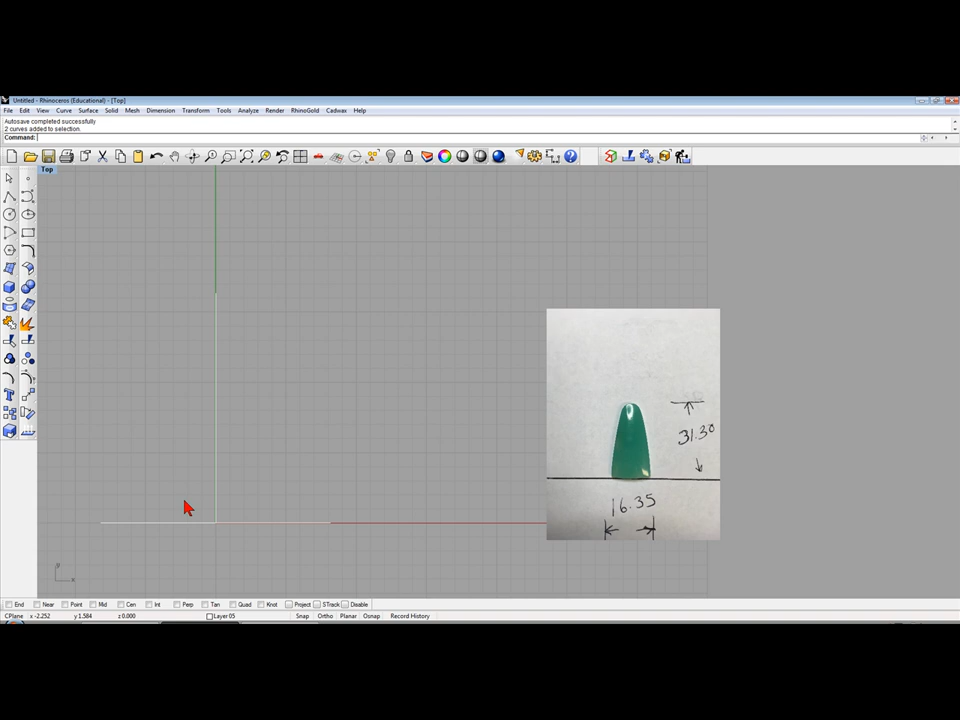 Untitled - Rhinoceros (Educational) - [Top]
File Edit View Curve Surface Solid Mesh Dimension Transform Tools Analyze Render RhinoGold Cadwax Help
Autosave completed successfully
2 curves added to selection.
Command:
Top
31.30
16.35
y
x
End Near Point Mid Cen Int Perp Tan Quad Knot Project STrack Disable
CPlane x -2.252 y 1.584 z 0.000 Layer 05 Snap Ortho Planar Osnap Record History